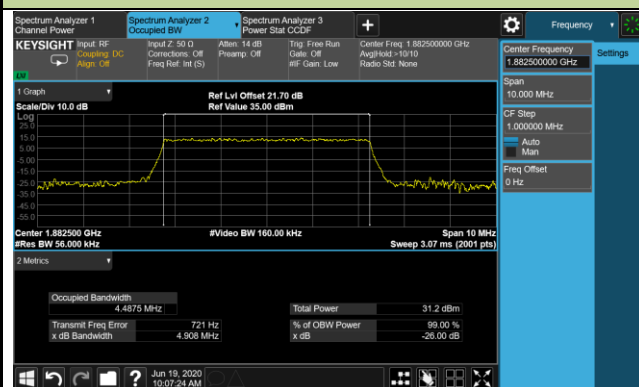 Spectrum Analyzer 1
Channel Power
Spectrum Analyzer 2
Occupied BW
Spectrum Analyzer 3
Power Stat CCDF
Frequency
KEYSIGHT
Input: RF
Coupling: DC
Align: Off
Input Z: 50 Ω
Corrections: Off
Freq Ref: Int (S)
Atten: 14 dB
Preamp: Off
Trig: Free Run
Gate: Off
#IF Gain: Low
Center Freq: 1.882500000 GHz
Avg|Hold:>10/10
Radio Std: None
Center Frequency
1.882500000 GHz
Settings
Span
10.000 MHz
CF Step
1.000000 MHz
Auto
Man
Freq Offset
0 Hz
1 Graph
Scale/Div 10.0 dB
Ref Lvl Offset 21.70 dB
Ref Value 35.00 dBm
Log
25.0
15.0
5.00
-5.00
-15.0
-25.0
-35.0
-45.0
-55.0
Center 1.882500 GHz
#Res BW 56.000 kHz
#Video BW 160.00 kHz
Span 10 MHz
Sweep 3.07 ms (2001 pts)
2 Metrics
Occupied Bandwidth
4.4875 MHz
Total Power 31.2 dBm
Transmit Freq Error 721 Hz
% of OBW Power 99.00 %
x dB Bandwidth 4.908 MHz
x dB -26.00 dB
Jun 19, 2020
10:07:24 AM